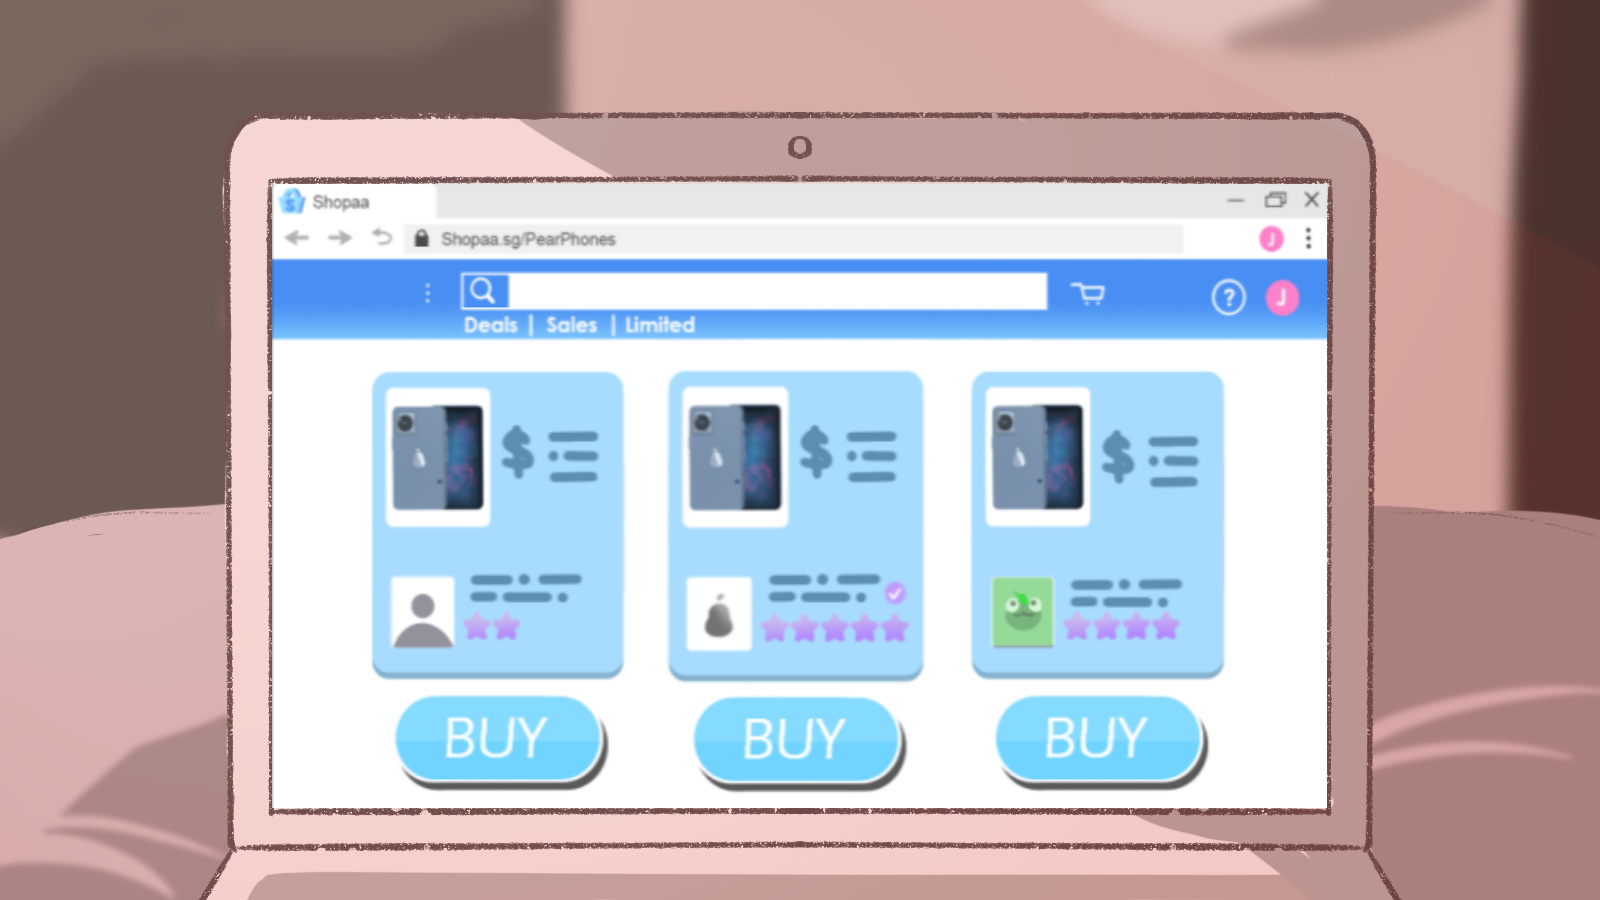 Shopaa
Shopaa.sg/PearPhones
J
? J
Deals | Sales | Limited
$ $ $
BUY BUY BUY